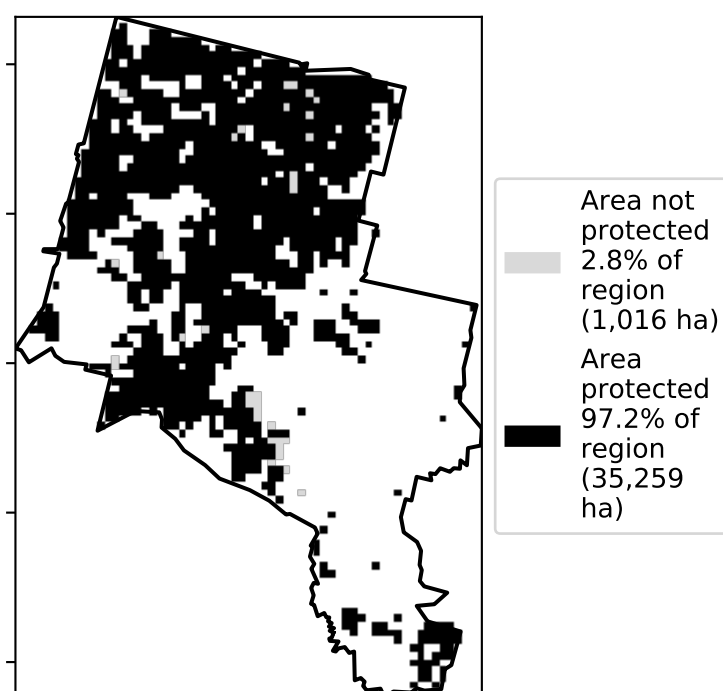 Area not
protected
2.8% of
region
(1,016 ha)
Area
protected
97.2% of
region
(35,259
ha)